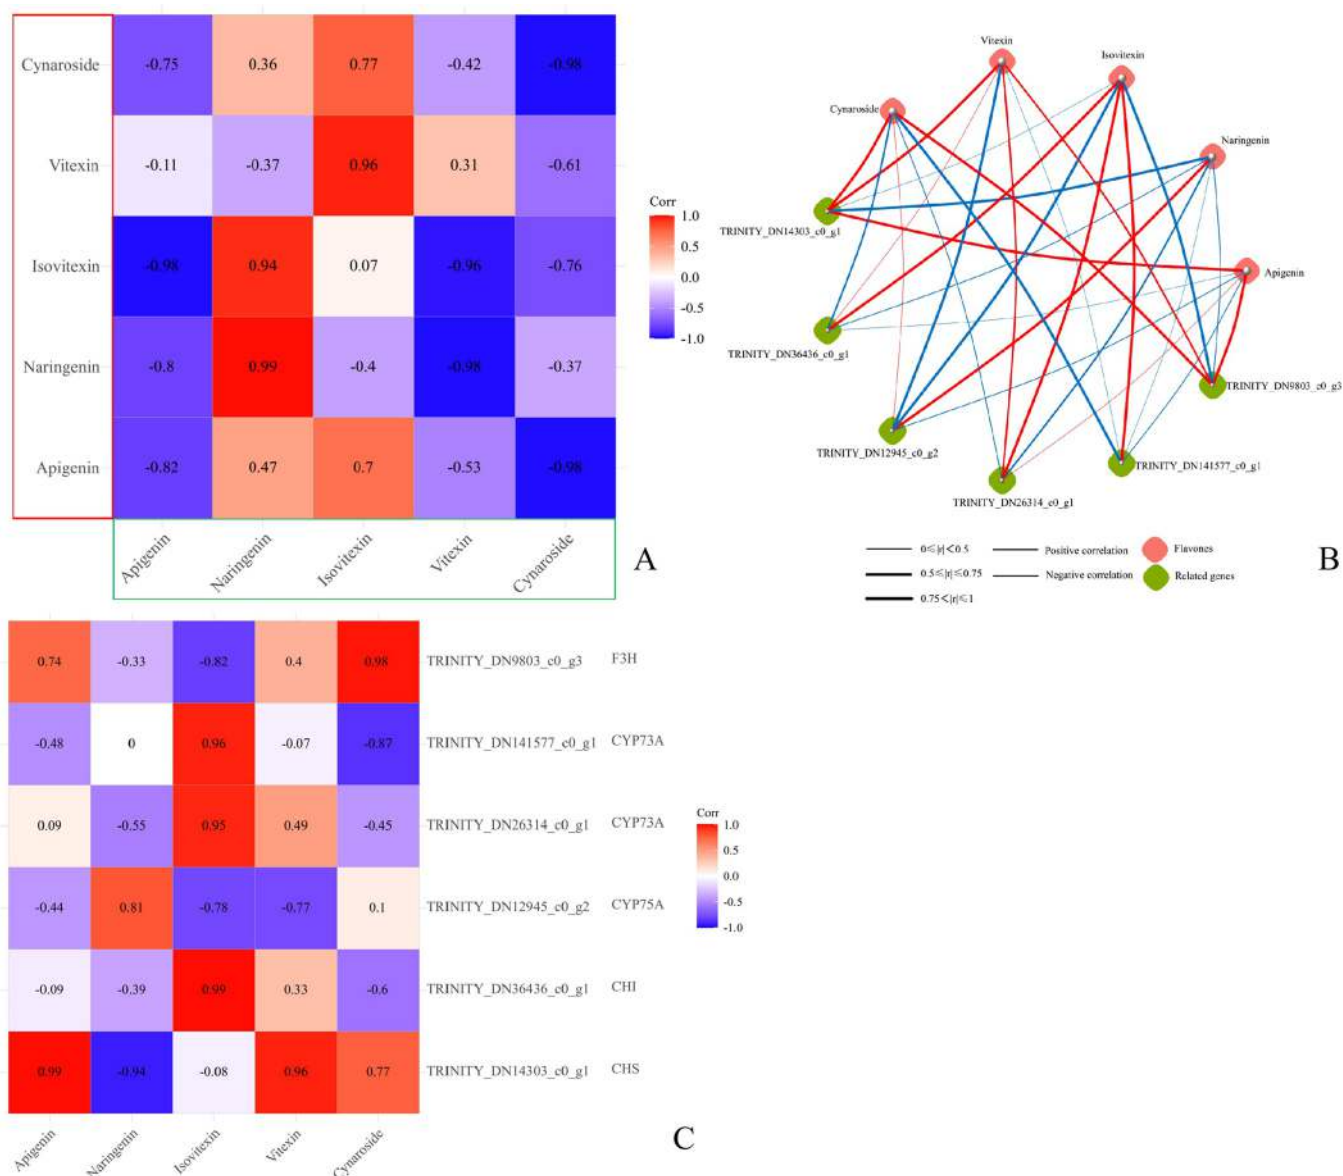 Cynaroside -0.75 0.36 0.77 -0.42 -0.98
Vitexin -0.11 -0.37 0.96 0.31 -0.61
Isovitexin -0.98 0.94 0.07 -0.96 -0.76
Naringenin -0.8 0.99 -0.4 -0.98 -0.37
Apigenin -0.82 0.47 0.7 -0.53 -0.98
Apigenin Naringenin Isovitexin Vitexin Cynaroside
Corr
1.0
0.5
0.0
-0.5
-1.0
A
Vitexin
Isovitexin
Cynaroside
Naringenin
TRINITY_DN14303_c0_g1
Apigenin
TRINITY_DN36436_c0_g1
TRINITY_DN9803_c0_g3
TRINITY_DN12945_c0_g2
TRINITY_DN141577_c0_g1
TRINITY_DN26314_c0_g1
0≤|r|<0.5 Positive correlation Flavones
0.5≤|r|≤0.75 Negative correlation Related genes
0.75<|r|≤1
B
0.74 -0.33 -0.82 0.4 0.98 TRINITY_DN9803_c0_g3 F3H
-0.48 0 0.96 -0.07 -0.87 TRINITY_DN141577_c0_g1 CYP73A
0.09 -0.55 0.95 0.49 -0.45 TRINITY_DN26314_c0_g1 CYP73A
-0.44 0.81 -0.78 -0.77 0.1 TRINITY_DN12945_c0_g2 CYP75A
-0.09 -0.39 0.99 0.33 -0.6 TRINITY_DN36436_c0_g1 CHI
0.99 -0.94 -0.08 0.96 0.77 TRINITY_DN14303_c0_g1 CHS
Apigenin Naringenin Isovitexin Vitexin Cynaroside
Corr
1.0
0.5
0.0
-0.5
-1.0
C